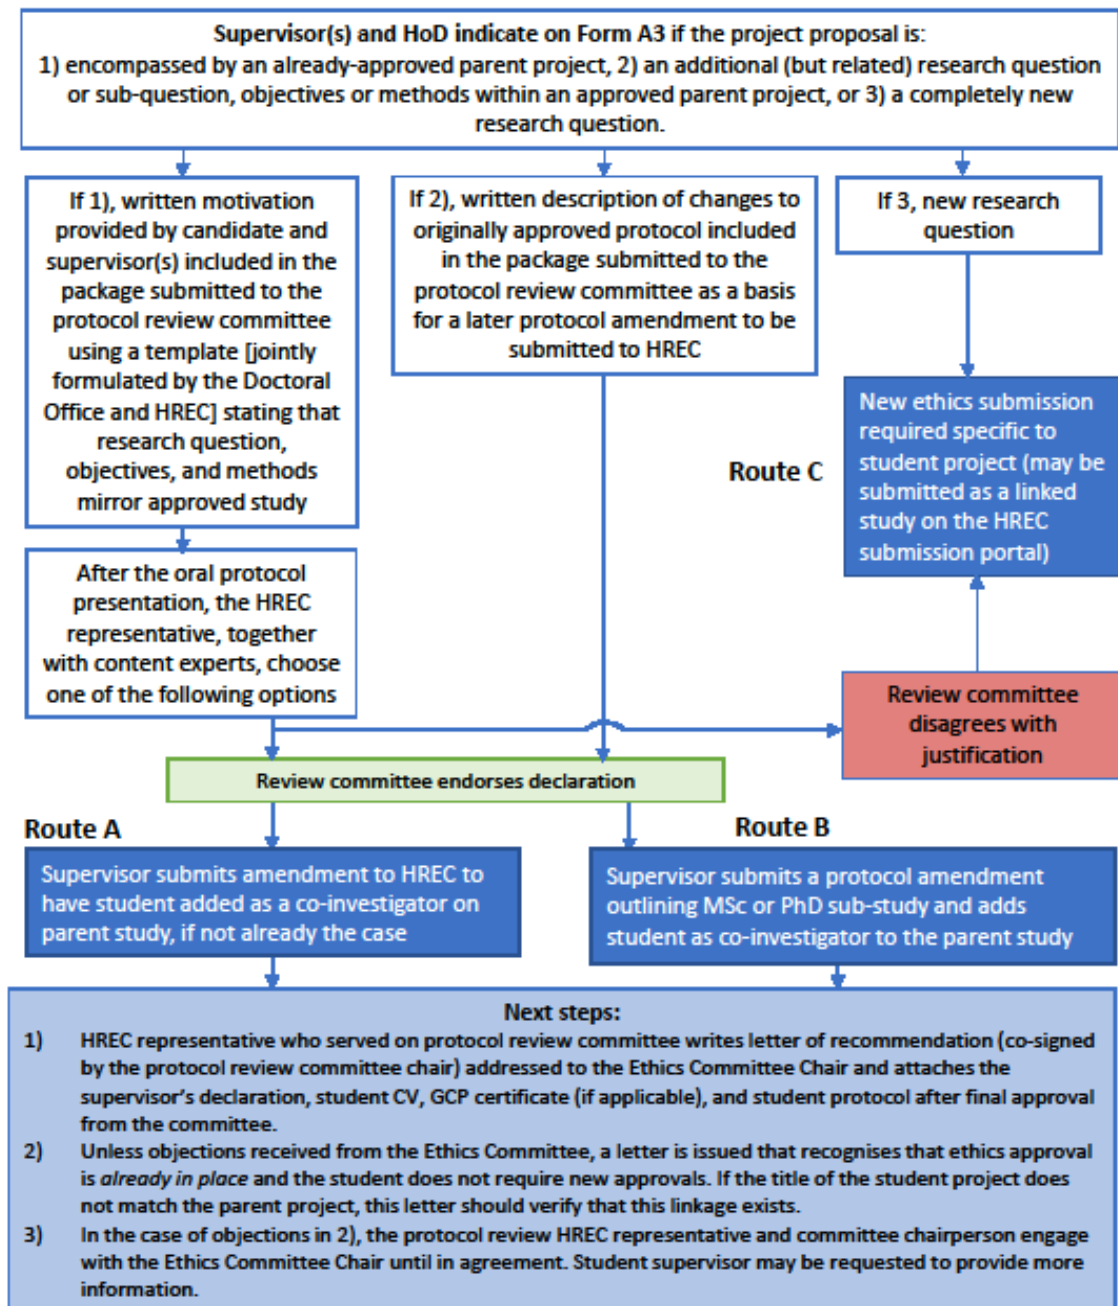 Supervisor(s) and HoD indicate on Form A3 if the project proposal is:
1) encompassed by an already-approved parent project, 2) an additional (but related) research question
or sub-question, objectives or methods within an approved parent project, or 3) a completely new
research question.
If 1), written motivation
provided by candidate and
supervisor(s) included in the
package submitted to the
protocol review committee
using a template [jointly
formulated by the Doctoral
Office and HREC] stating that
research question,
objectives, and methods
mirror approved study
If 2), written description of changes to
originally approved protocol included
in the package submitted to the
protocol review committee as a basis
for a later protocol amendment to be
submitted to HREC
If 3, new research
question
Route C
New ethics submission
required specific to
student project (may be
submitted as a linked
study on the HREC
submission portal)
After the oral protocol
presentation, the HREC
representative, together
with content experts, choose
one of the following options
Review committee
disagrees with
justification
Review committee endorses declaration
Route A
Route B
Supervisor submits amendment to HREC to
have student added as a co-investigator on
parent study, if not already the case
Supervisor submits a protocol amendment
outlining MSc or PhD sub-study and adds
student as co-investigator to the parent study
Next steps:
1) HREC representative who served on protocol review committee writes letter of recommendation (co-signed
by the protocol review committee chair) addressed to the Ethics Committee Chair and attaches the
supervisor's declaration, student CV, GCP certificate (if applicable), and student protocol after final approval
from the committee.
2) Unless objections received from the Ethics Committee, a letter is issued that recognises that ethics approval
is already in place and the student does not require new approvals. If the title of the student project does
not match the parent project, this letter should verify that this linkage exists.
3) In the case of objections in 2), the protocol review HREC representative and committee chairperson engage
with the Ethics Committee Chair until in agreement. Student supervisor may be requested to provide more
information.